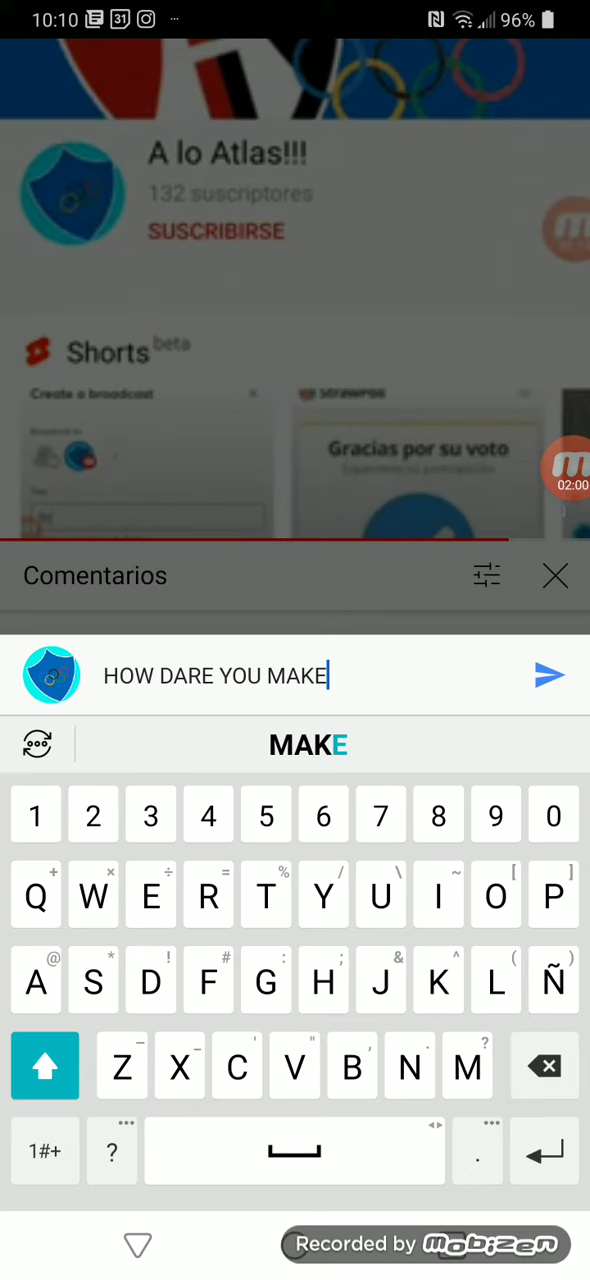 10:10 31 ... 96%
A lo Atlas!!!
132 suscriptores
SUSCRIBIRSE
Shorts beta
Create a broadcast
StrawPoll
Gracias por su voto
02:00
Comentarios
HOW DARE YOU MAKE
MAKE
1 2 3 4 5 6 7 8 9 0
+ × ÷ = % / \ ~ [ ]
Q W E R T Y U I O P
@ * ! # : ; & ^ ( )
A S D F G H J K L Ñ
– _ ' " , . ?
Z X C V B N M
1#+ ? .
Recorded by mobizen